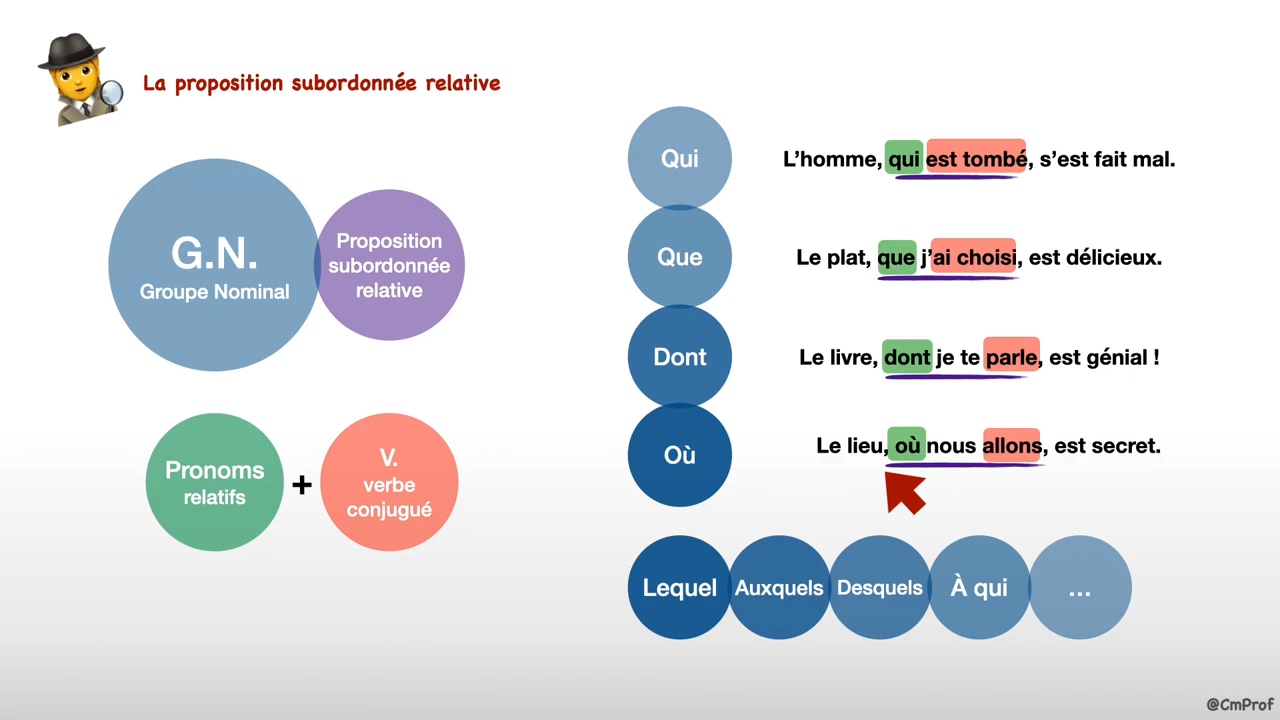 La proposition subordonnée relative
G.N.
Groupe Nominal
Proposition
subordonnée
relative
Pronoms
relatifs
+
V.
verbe
conjugué
Qui
L’homme, qui est tombé, s’est fait mal.
Que
Le plat, que j’ai choisi, est délicieux.
Dont
Le livre, dont je te parle, est génial !
Où
Le lieu, où nous allons, est secret.
Lequel
Auxquels
Desquels
À qui
...
@CmProf